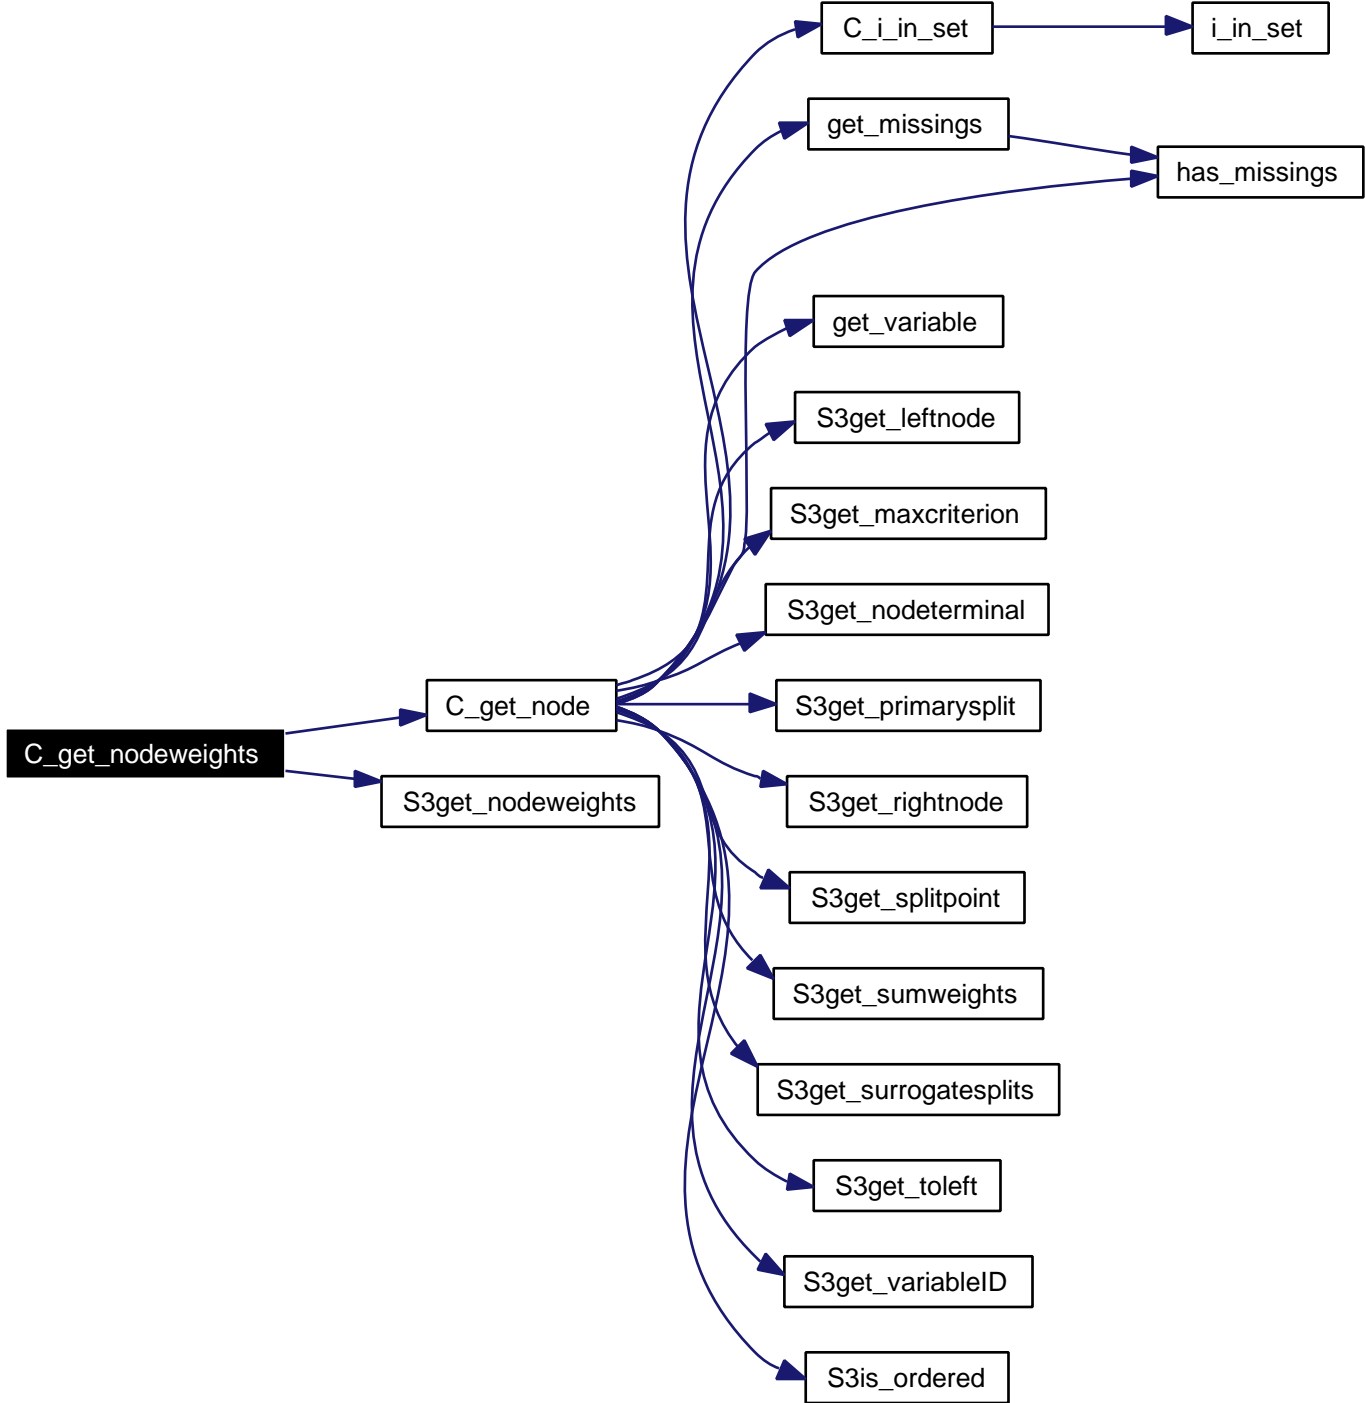 C_i_in_set
i_in_set
get_missings
has_missings
get_variable
S3get_leftnode
S3get_maxcriterion
S3get_nodeterminal
C_get_node
S3get_primarysplit
C_get_nodeweights
S3get_nodeweights
S3get_rightnode
S3get_splitpoint
S3get_sumweights
S3get_surrogatesplits
S3get_toleft
S3get_variableID
S3is_ordered